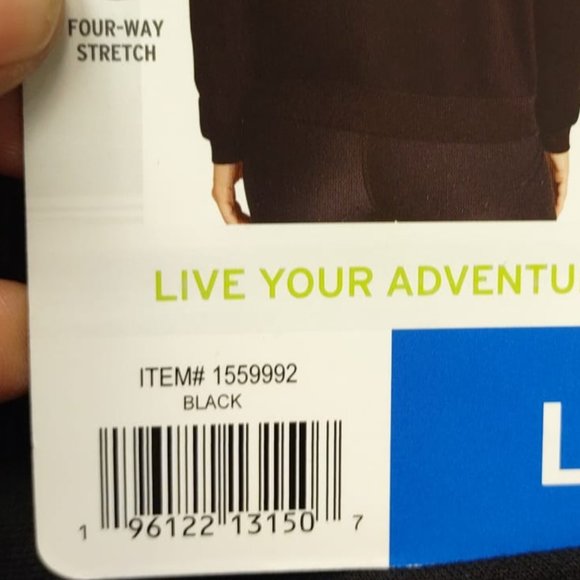 FOUR-WAY
STRETCH
LIVE YOUR ADVENTU
ITEM# 1559992
BLACK
L
1 96122 13150 7